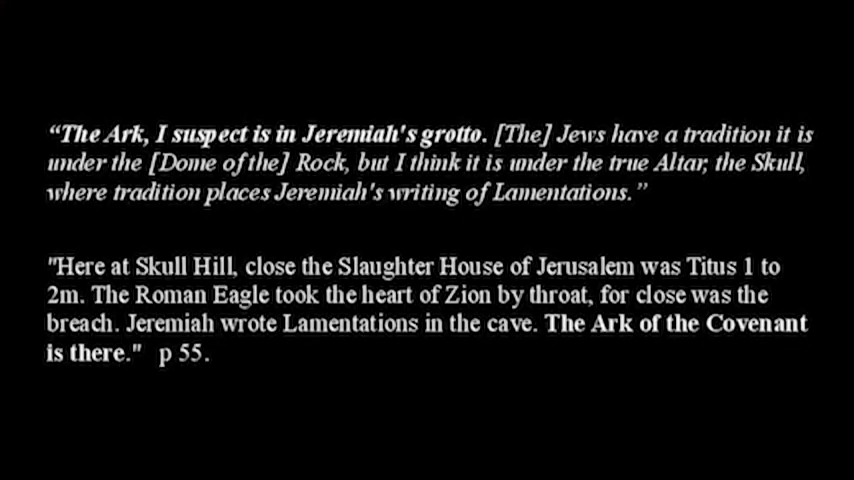 “The Ark, I suspect is in Jeremiah's grotto. [The] Jews have a tradition it is
under the [Dome of the] Rock, but I think it is under the true Altar, the Skull,
where tradition places Jeremiah's writing of Lamentations.”
"Here at Skull Hill, close the Slaughter House of Jerusalem was Titus 1 to
2m. The Roman Eagle took the heart of Zion by throat, for close was the
breach. Jeremiah wrote Lamentations in the cave. The Ark of the Covenant
is there." p 55.